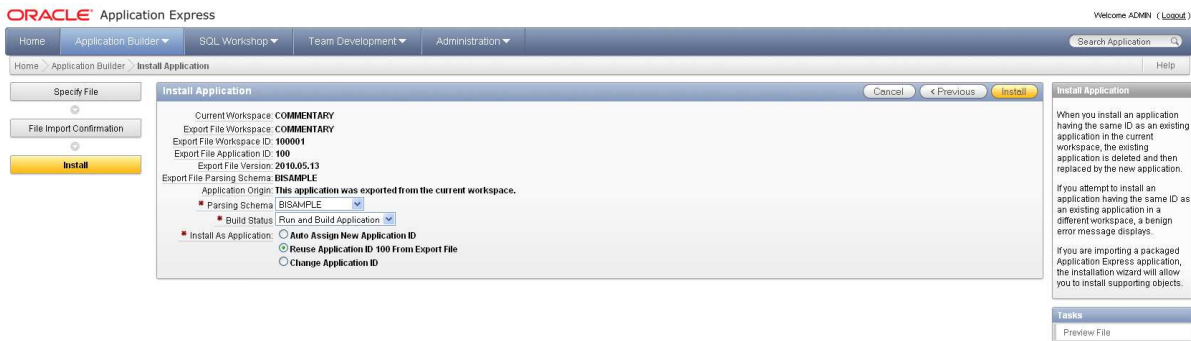 ORACLE Application Express
Welcome ADMIN ( Logout )
Home Application Builder SQL Workshop Team Development Administration
Search Application
Home Application Builder Install Application
Help
Specify File
File Import Confirmation
Install
Install Application
Cancel < Previous Install
Current Workspace: COMMENTARY
Export File Workspace: COMMENTARY
Export File Workspace ID: 100001
Export File Application ID: 100
Export File Version: 2010.05.13
Export File Parsing Schema: BISAMPLE
Application Origin: This application was exported from the current workspace.
* Parsing Schema BISAMPLE
* Build Status Run and Build Application
* Install As Application: Auto Assign New Application ID
Reuse Application ID 100 From Export File
Change Application ID
Install Application
When you install an application
having the same ID as an existing
application in the current
workspace, the existing
application is deleted and then
replaced by the new application.
If you attempt to install an
application having the same ID as
an existing application in a
different workspace, a benign
error message displays.
If you are importing a packaged
Application Express application,
the installation wizard will allow
you to install supporting objects.
Tasks
Preview File